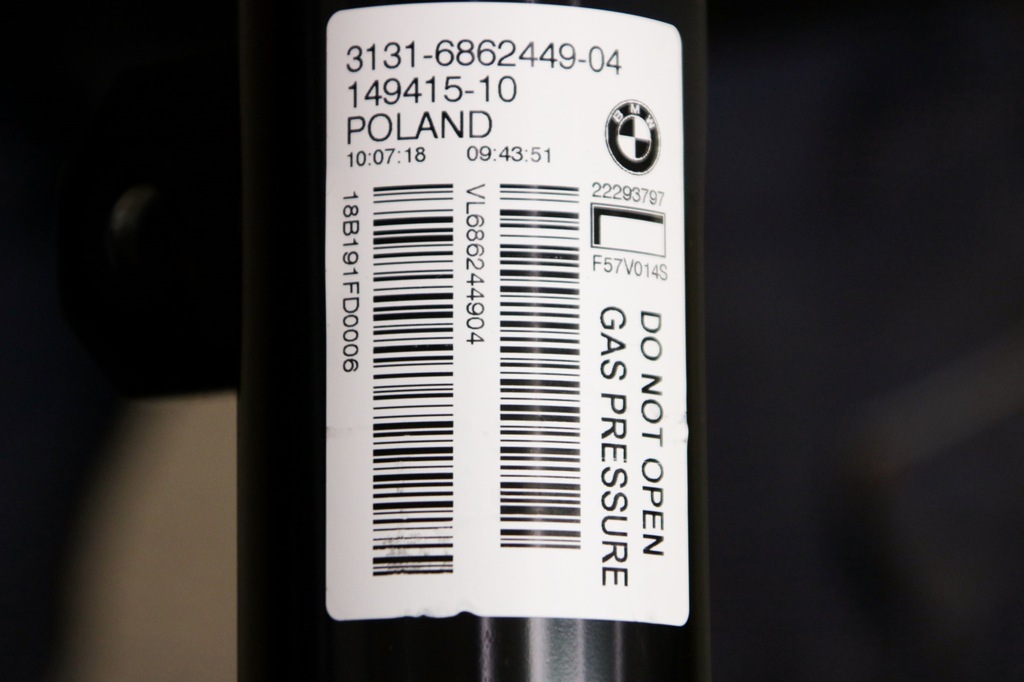 3131-6862449-04
149415-10
POLAND
10:07:18 09:43:51
BMW
22293797
F57V014S
18B191FD0006
VL686244904
DO NOT OPEN
GAS PRESSURE